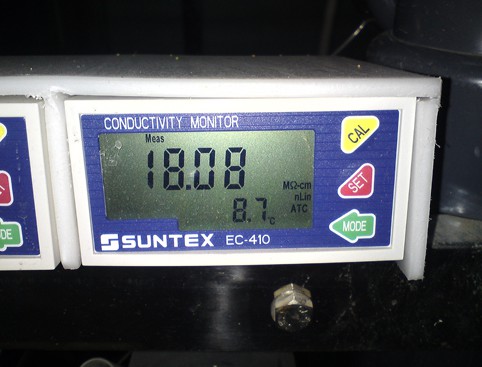 CONDUCTIVITY MONITOR
Meas
18.08
MΩ-cm
nLin
8.7°c
ATC
SUNTEX EC-410
CAL
SET
MODE